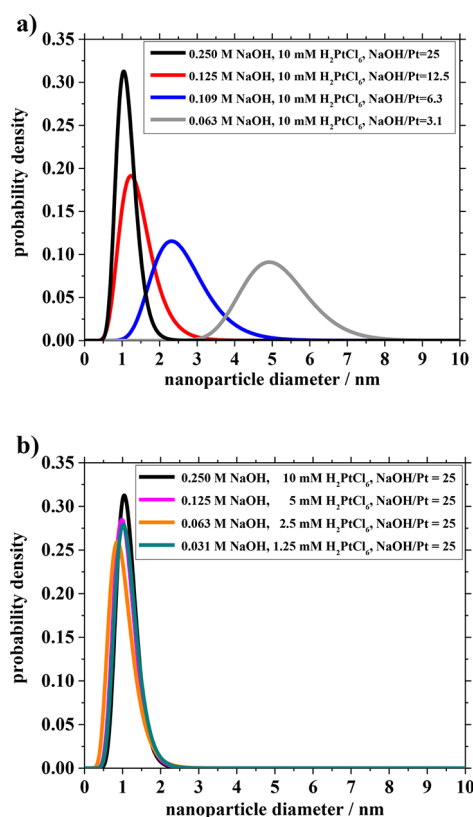 a)
0.35
0.30
0.25
0.20
0.15
0.10
0.05
0.00
probability density
0.250 M NaOH, 10 mM H₂PtCl₆, NaOH/Pt=25
0.125 M NaOH, 10 mM H₂PtCl₆, NaOH/Pt=12.5
0.109 M NaOH, 10 mM H₂PtCl₆, NaOH/Pt=6.3
0.063 M NaOH, 10 mM H₂PtCl₆, NaOH/Pt=3.1
0 1 2 3 4 5 6 7 8 9 10
nanoparticle diameter / nm
b)
0.35
0.30
0.25
0.20
0.15
0.10
0.05
0.00
probability density
0.250 M NaOH, 10 mM H₂PtCl₆, NaOH/Pt = 25
0.125 M NaOH, 5 mM H₂PtCl₆, NaOH/Pt = 25
0.063 M NaOH, 2.5 mM H₂PtCl₆, NaOH/Pt = 25
0.031 M NaOH, 1.25 mM H₂PtCl₆, NaOH/Pt = 25
0 1 2 3 4 5 6 7 8 9 10
nanoparticle diameter / nm